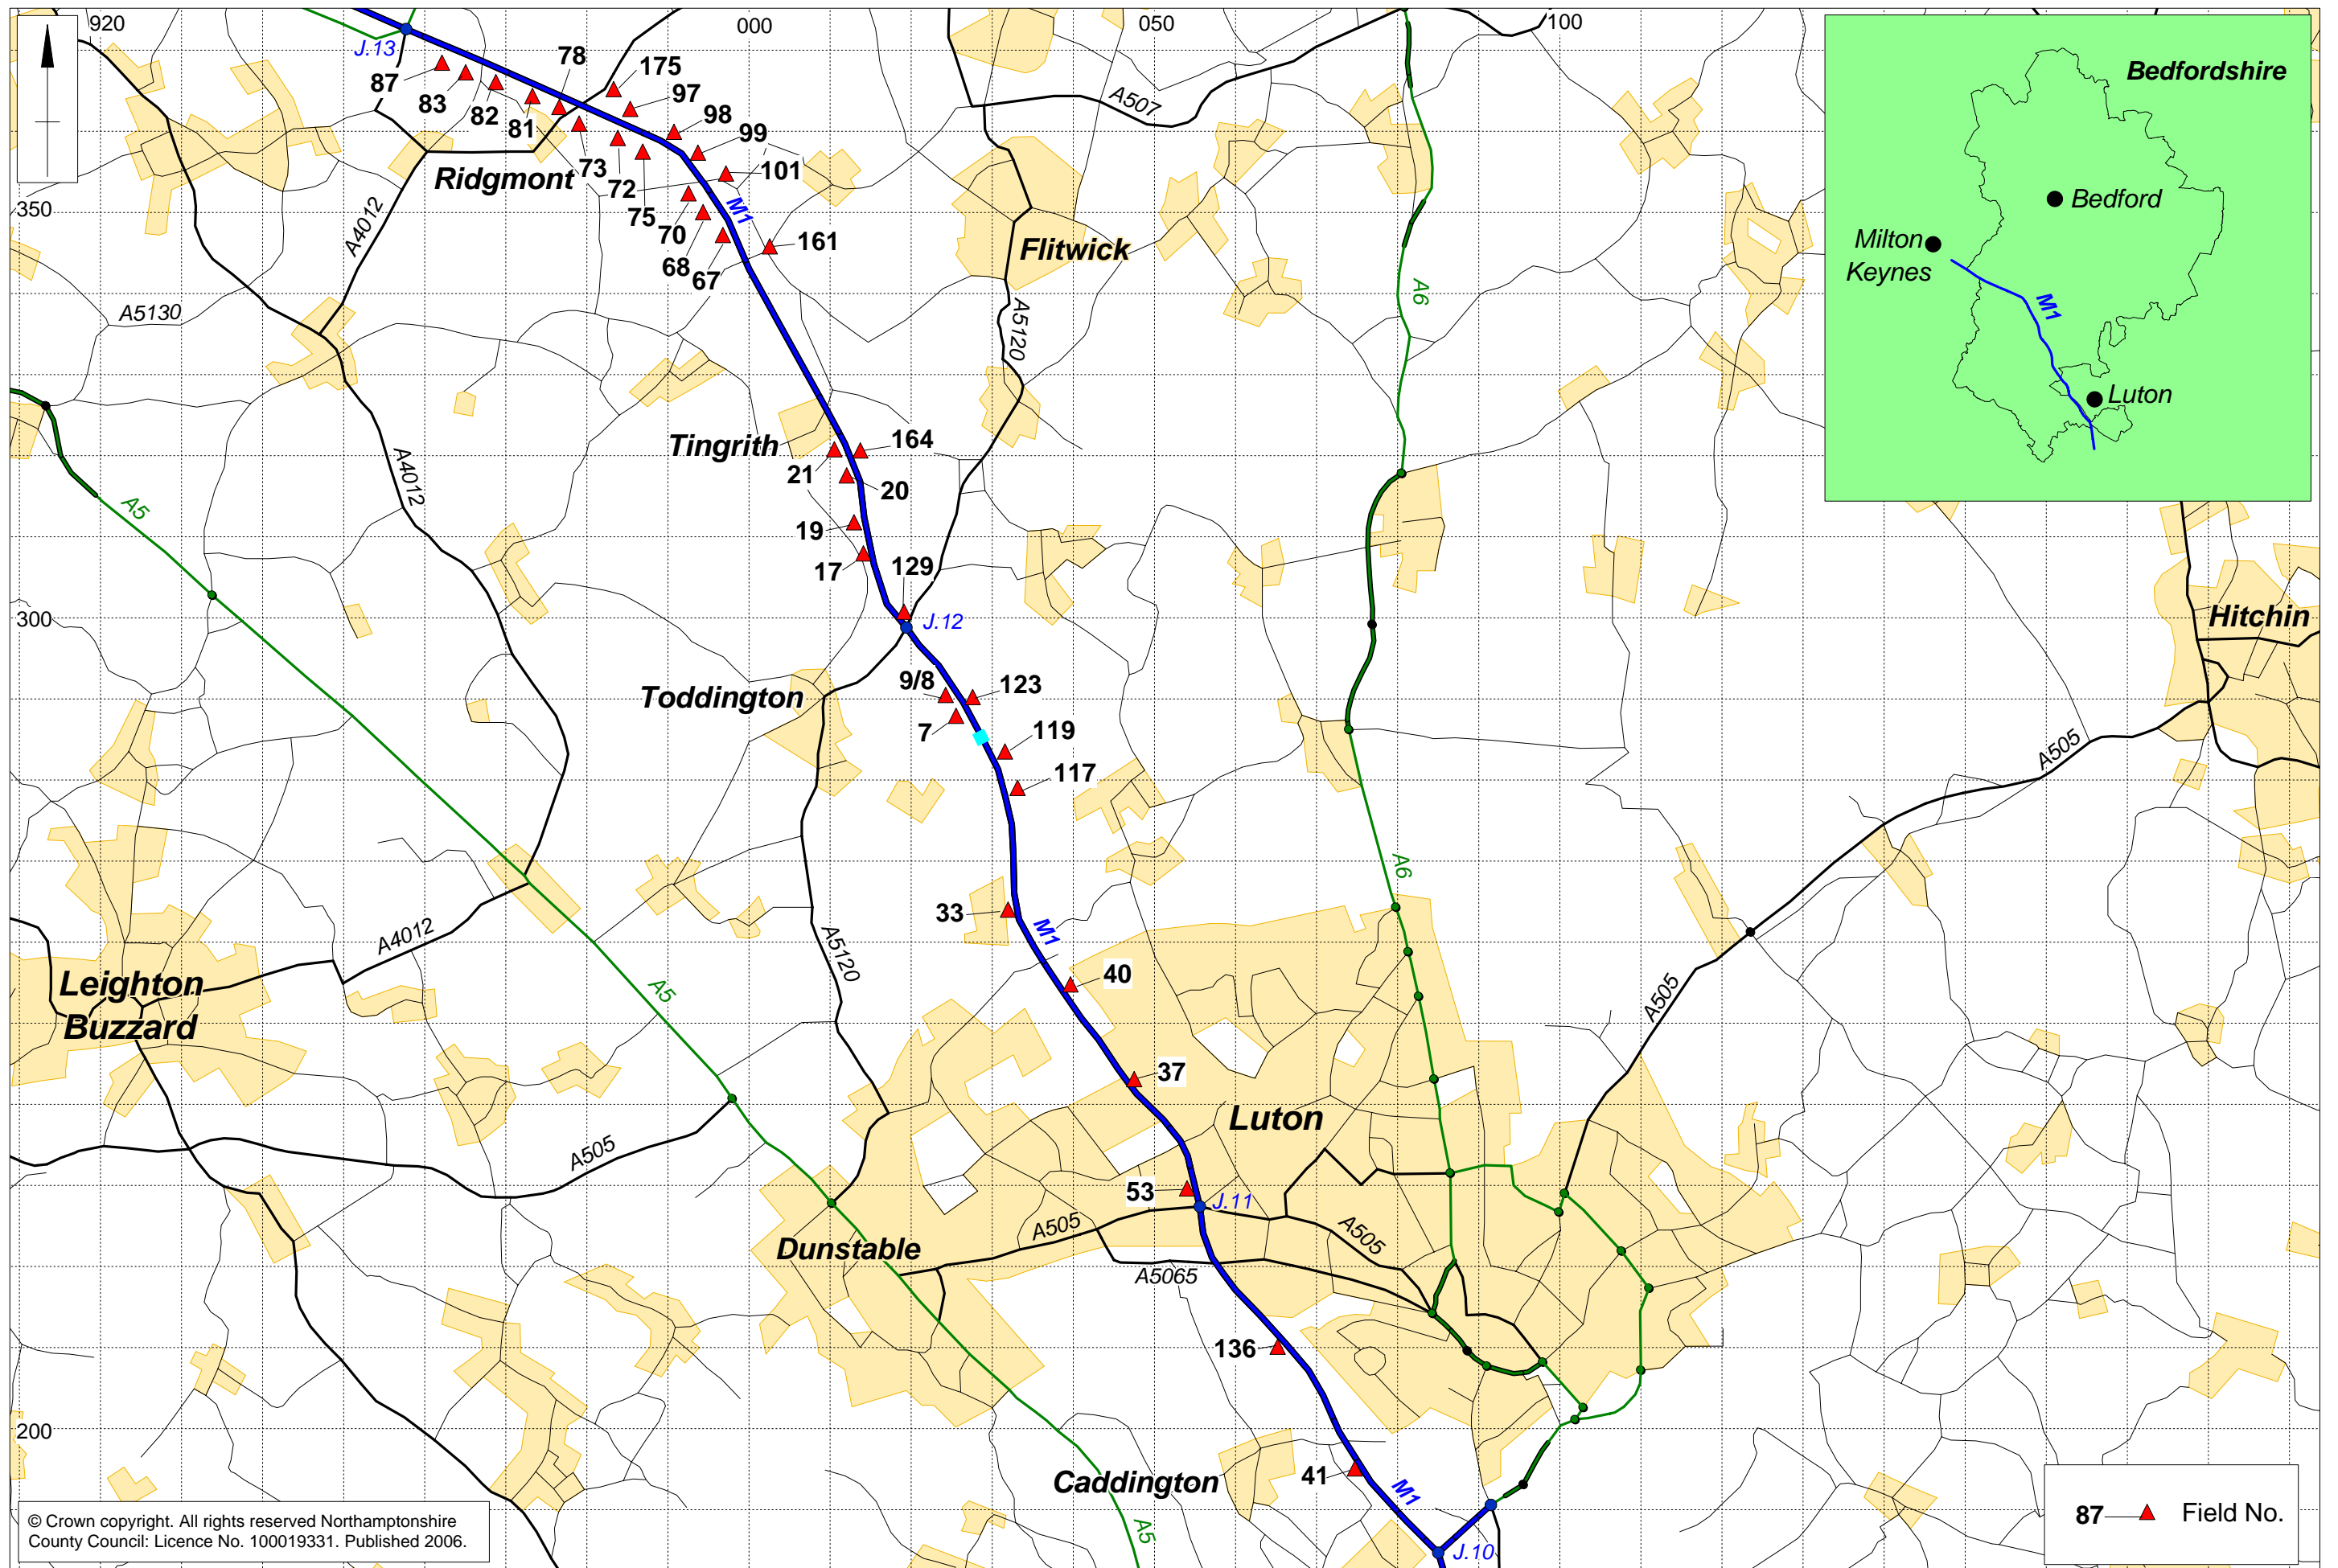 920
000
050
100
J.13
87
83
82
81
78
175
97
98
99
101
73
72
75
70
68
67
161
Ridgmont
M1
A507
A4012
350
A5130
Flitwick
A6
A5120
Bedfordshire
Bedford
Milton
Keynes
M1
Luton
Tingrith
164
21
20
19
17
129
A4012
A5
300
J.12
Hitchin
Toddington
9/8
123
7
119
117
A505
A6
33
M1
40
A4012
A5120
A5
Leighton
Buzzard
A505
37
Luton
A505
53
J.11
A505
A505
Dunstable
A5065
136
200
Caddington
41
M1
A5
J.10
87
Field No.
© Crown copyright. All rights reserved Northamptonshire
County Council: Licence No. 100019331. Published 2006.